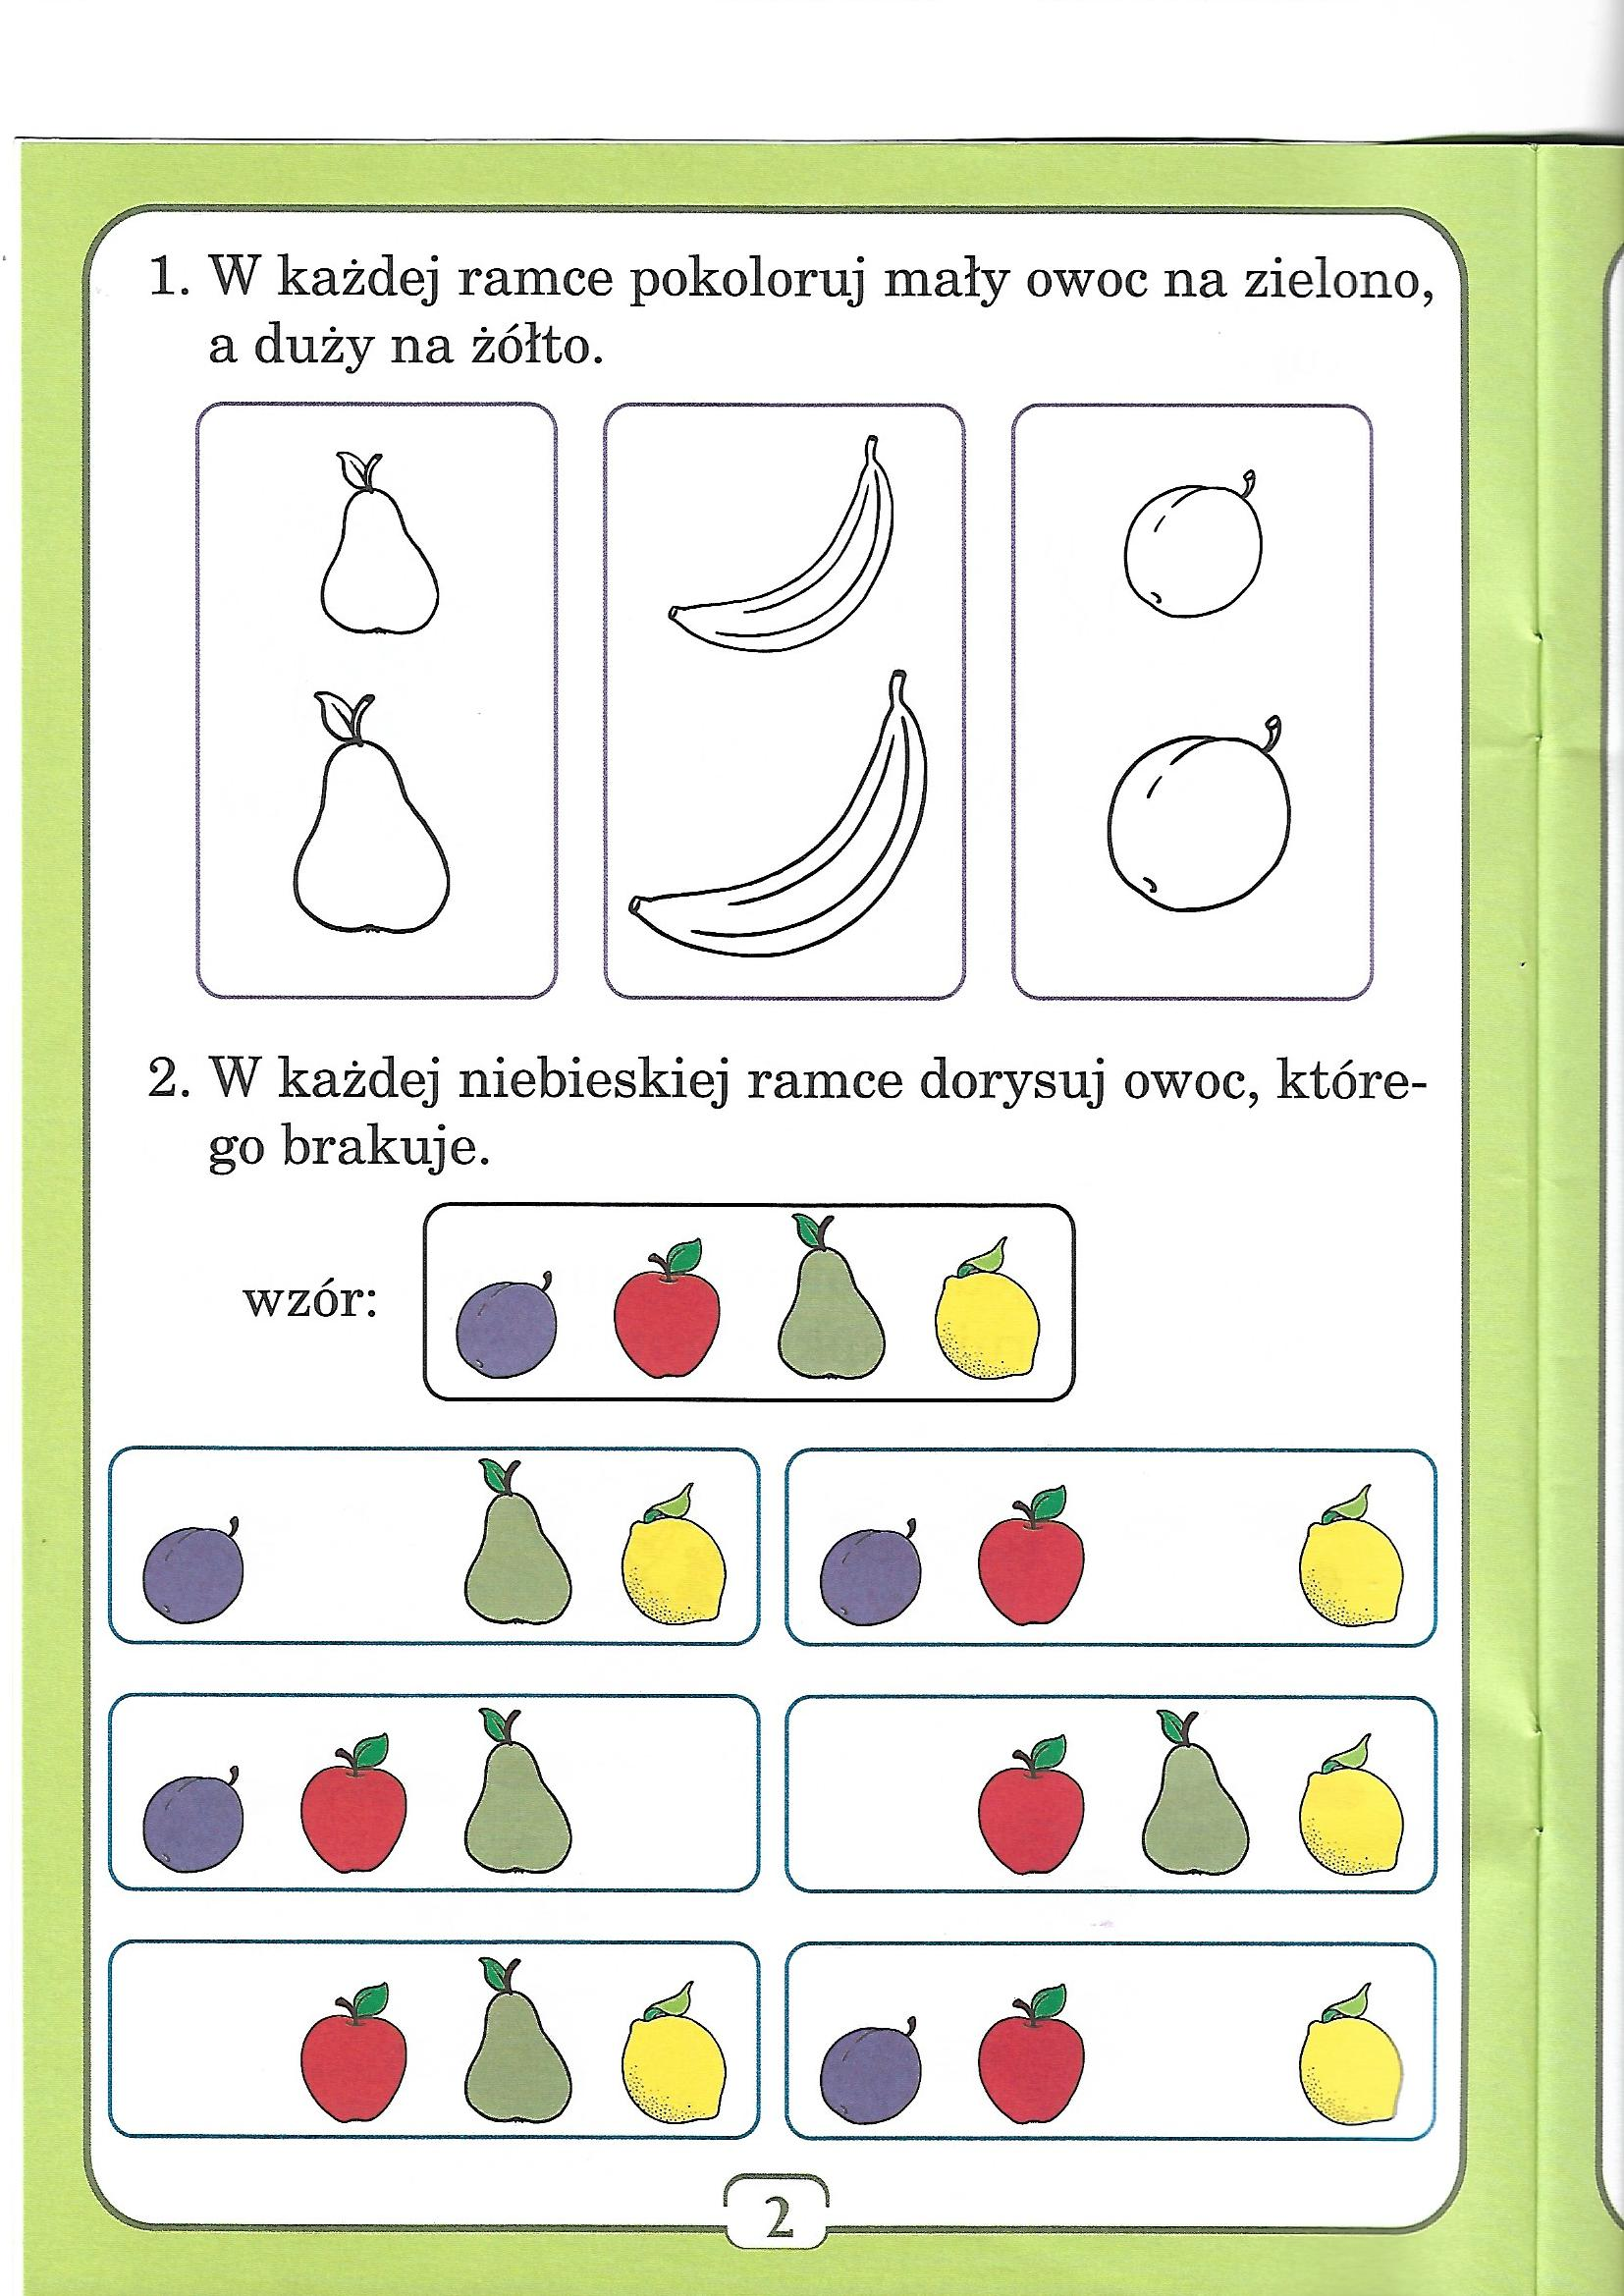 1. W każdej ramce pokoloruj mały owoc na zielono,
a duży na żółto.
2. W każdej niebieskiej ramce dorysuj owoc, które-
go brakuje.
wzór:
2